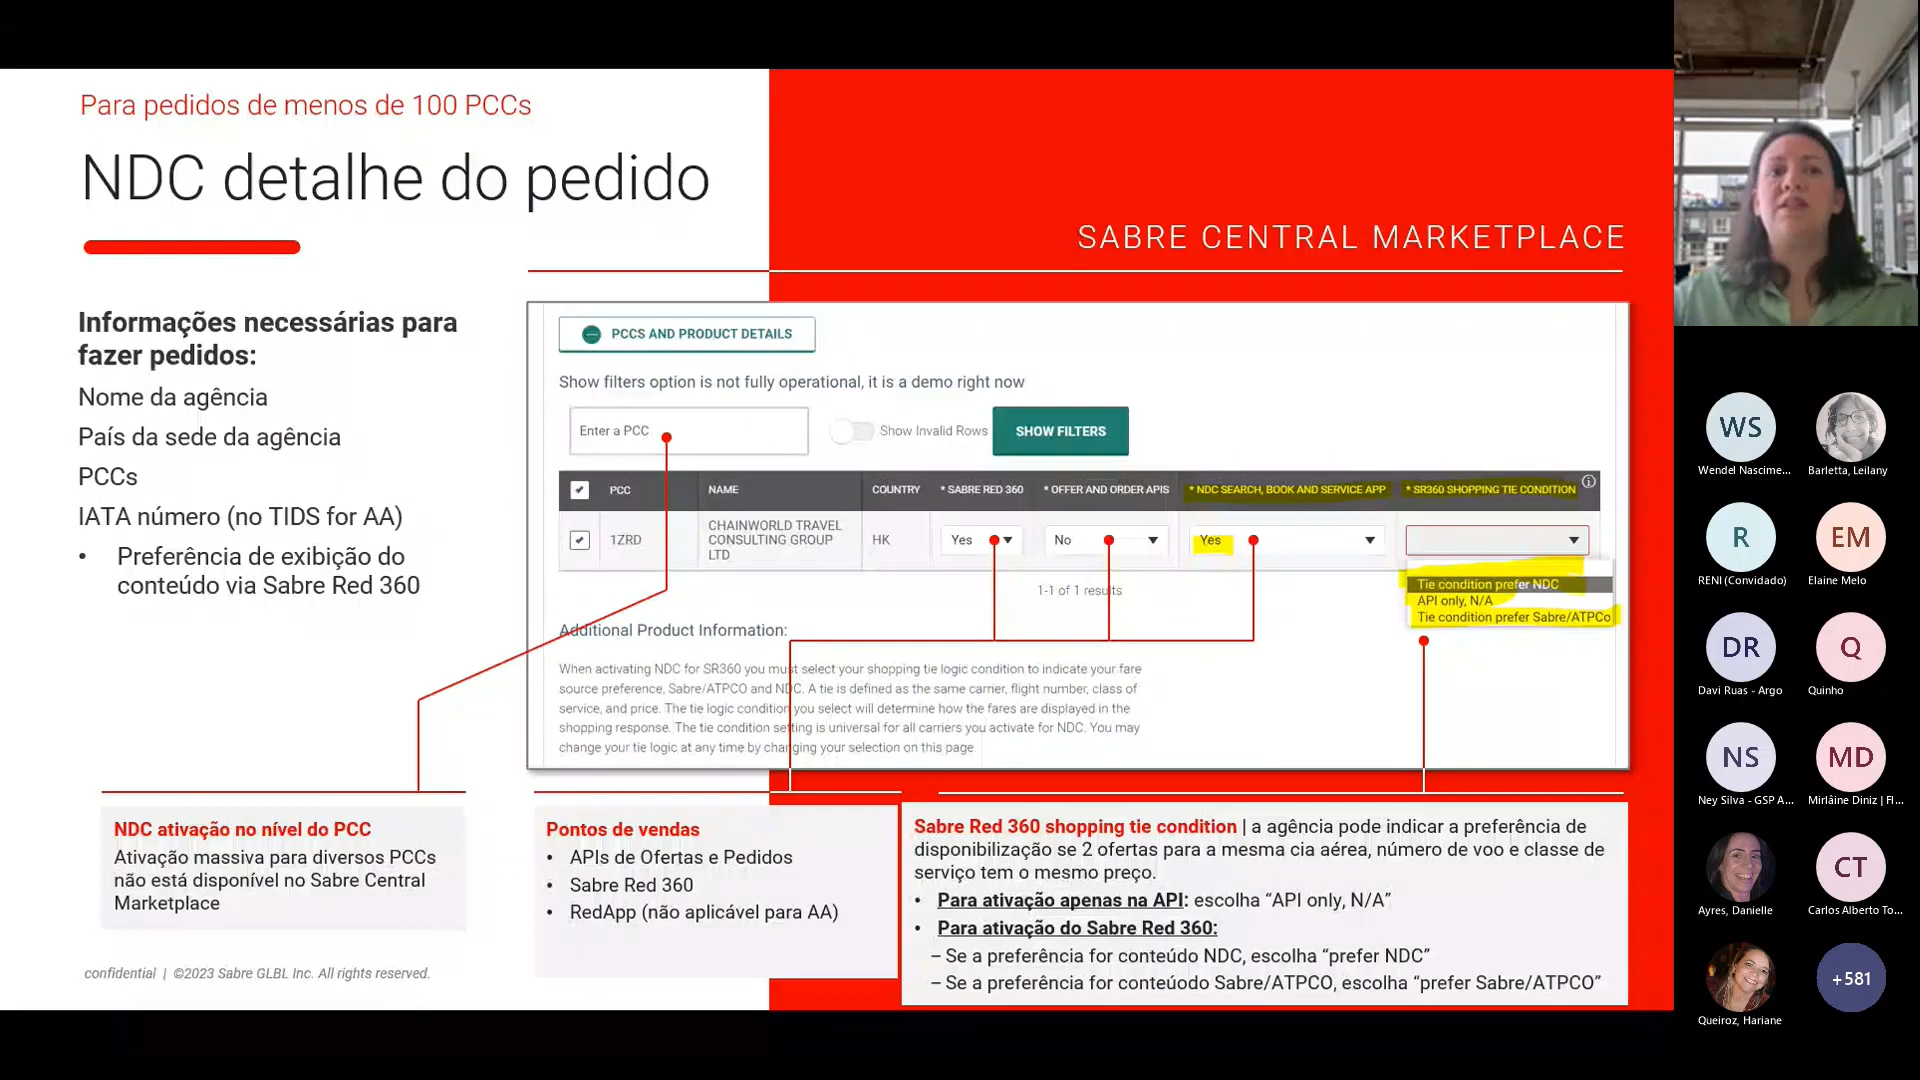 Para pedidos de menos de 100 PCCs
NDC detalhe do pedido
SABRE CENTRAL MARKETPLACE
Informações necessárias para
fazer pedidos:
Nome da agência
País da sede da agência
PCCs
IATA número (no TIDS for AA)
• Preferência de exibição do
conteúdo via Sabre Red 360
PCCS AND PRODUCT DETAILS
Show filters option is not fully operational, it is a demo right now
Enter a PCC
Show Invalid Rows
SHOW FILTERS
PCC NAME COUNTRY * SABRE RED 360 * OFFER AND ORDER APIS * NDC SEARCH, BOOK AND SERVICE APP * SR360 SHOPPING TIE CONDITION
1ZRD CHAINWORLD TRAVEL CONSULTING GROUP LTD HK Yes No Yes
Tie condition prefer NDC
API only, N/A
Tie condition prefer Sabre/ATPCo
1-1 of 1 results
Additional Product Information:
When activating NDC for SR360 you must select your shopping tie logic condition to indicate your fare
source preference, Sabre/ATPCO and NDC. A tie is defined as the same carrier, flight number, class of
service, and price. The tie logic condition you select will determine how the fares are displayed in the
shopping response. The tie condition setting is universal for all carriers you activate for NDC. You may
change your tie logic at any time by changing your selection on this page.
NDC ativação no nível do PCC
Ativação massiva para diversos PCCs
não está disponível no Sabre Central
Marketplace
Pontos de vendas
• APIs de Ofertas e Pedidos
• Sabre Red 360
• RedApp (não aplicável para AA)
Sabre Red 360 shopping tie condition | a agência pode indicar a preferência de
disponibilização se 2 ofertas para a mesma cia aérea, número de voo e classe de
serviço tem o mesmo preço.
• Para ativação apenas na API: escolha “API only, N/A”
• Para ativação do Sabre Red 360:
– Se a preferência for conteúdo NDC, escolha “prefer NDC”
– Se a preferência for conteúodo Sabre/ATPCO, escolha “prefer Sabre/ATPCO”
confidential | ©2023 Sabre GLBL Inc. All rights reserved.
WS
Wendel Nascime...
Barletta, Leilany
R
RENI (Convidado)
EM
Elaine Melo
DR
Davi Ruas - Argo
Q
Quinho
NS
Ney Silva - GSP A...
MD
Mirláine Diniz | Fl...
Ayres, Danielle
CT
Carlos Alberto To...
Queiroz, Hariane
+581